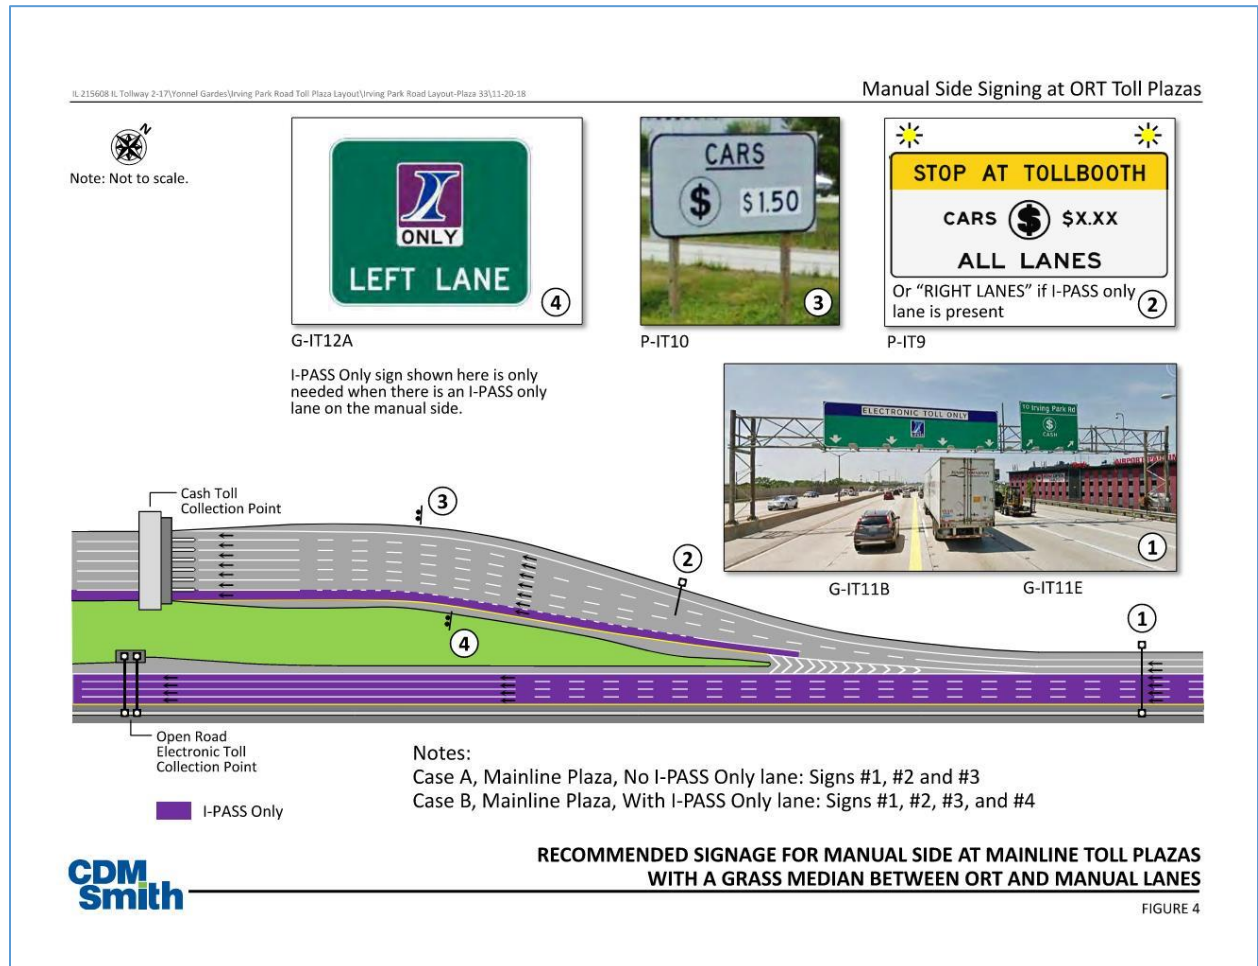 IL 215608 IL Tollway 2-17\Yonnel Gardes\Irving Park Road Toll Plaza Layout\Irving Park Road Layout-Plaza 33\11-20-18
Manual Side Signing at ORT Toll Plazas
N
Note: Not to scale.
ONLY
LEFT LANE
4
G-IT12A
I-PASS Only sign shown here is only
needed when there is an I-PASS only
lane on the manual side.
CARS
$ $1.50
3
P-IT10
STOP AT TOLLBOOTH
CARS $ $X.XX
ALL LANES
Or “RIGHT LANES” if I-PASS only
lane is present
2
P-IT9
ELECTRONIC TOLL ONLY
TO Irving Park Rd
$
CASH
1
G-IT11B
G-IT11E
Cash Toll
Collection Point
3
2
4
1
Open Road
Electronic Toll
Collection Point
I-PASS Only
Notes:
Case A, Mainline Plaza, No I-PASS Only lane: Signs #1, #2 and #3
Case B, Mainline Plaza, With I-PASS Only lane: Signs #1, #2, #3, and #4
CDM
Smith
RECOMMENDED SIGNAGE FOR MANUAL SIDE AT MAINLINE TOLL PLAZAS
WITH A GRASS MEDIAN BETWEEN ORT AND MANUAL LANES
FIGURE 4